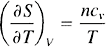 (∂S/∂T)_V = nc_v/T